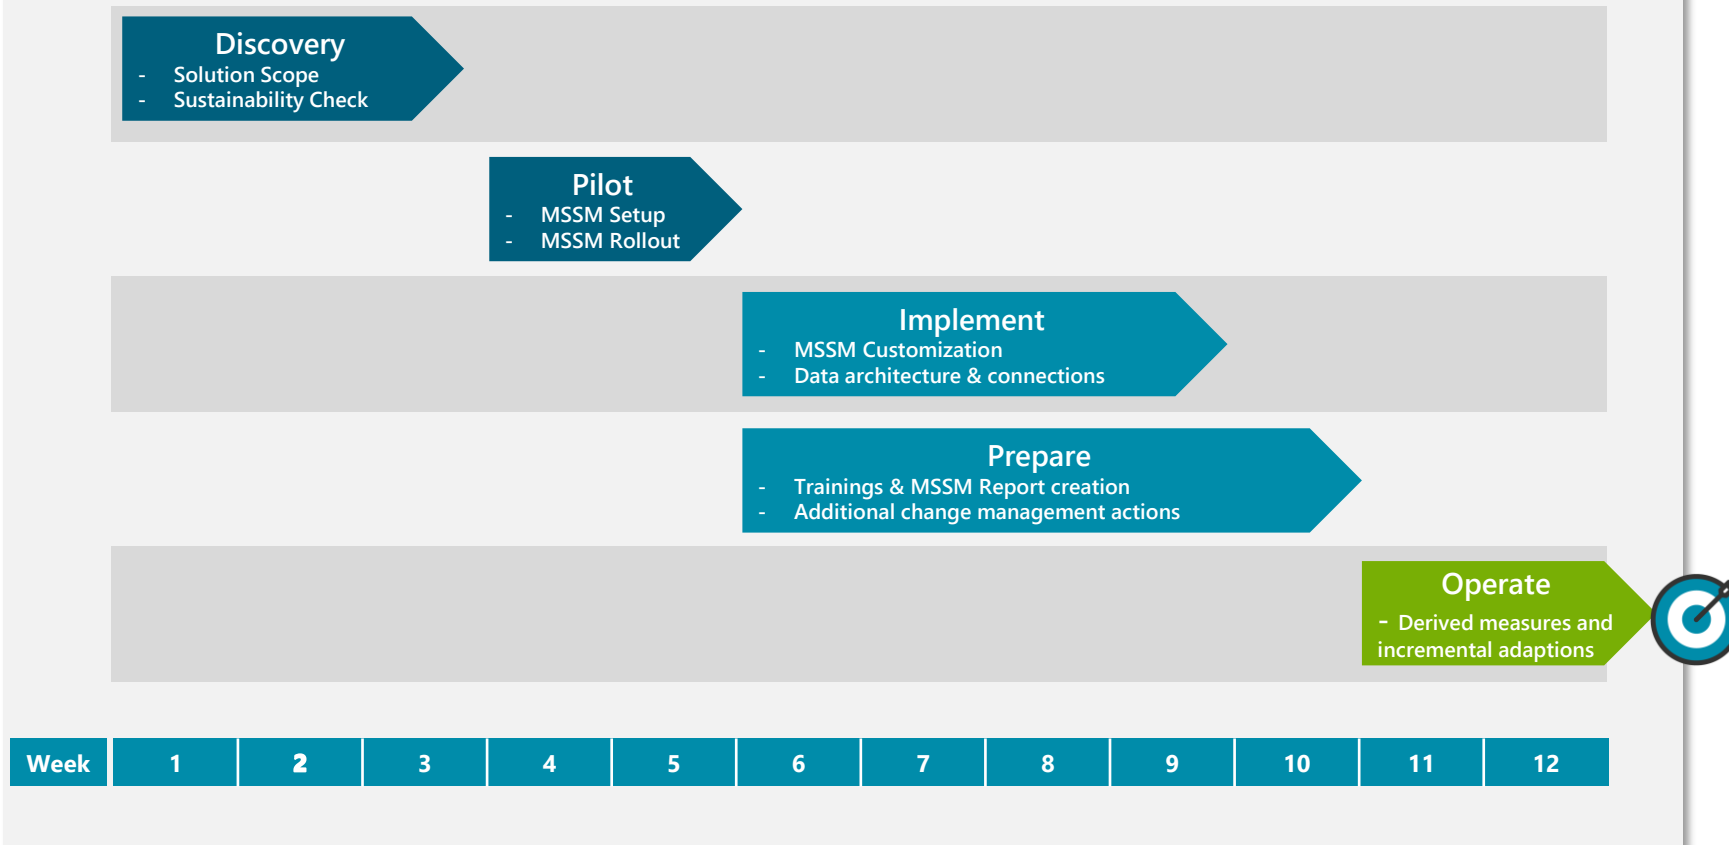 Discovery
- Solution Scope
- Sustainability Check
Pilot
- MSSM Setup
- MSSM Rollout
Implement
- MSSM Customization
- Data architecture & connections
Prepare
- Trainings & MSSM Report creation
- Additional change management actions
Operate
- Derived measures and
incremental adaptions
Week 1 2 3 4 5 6 7 8 9 10 11 12